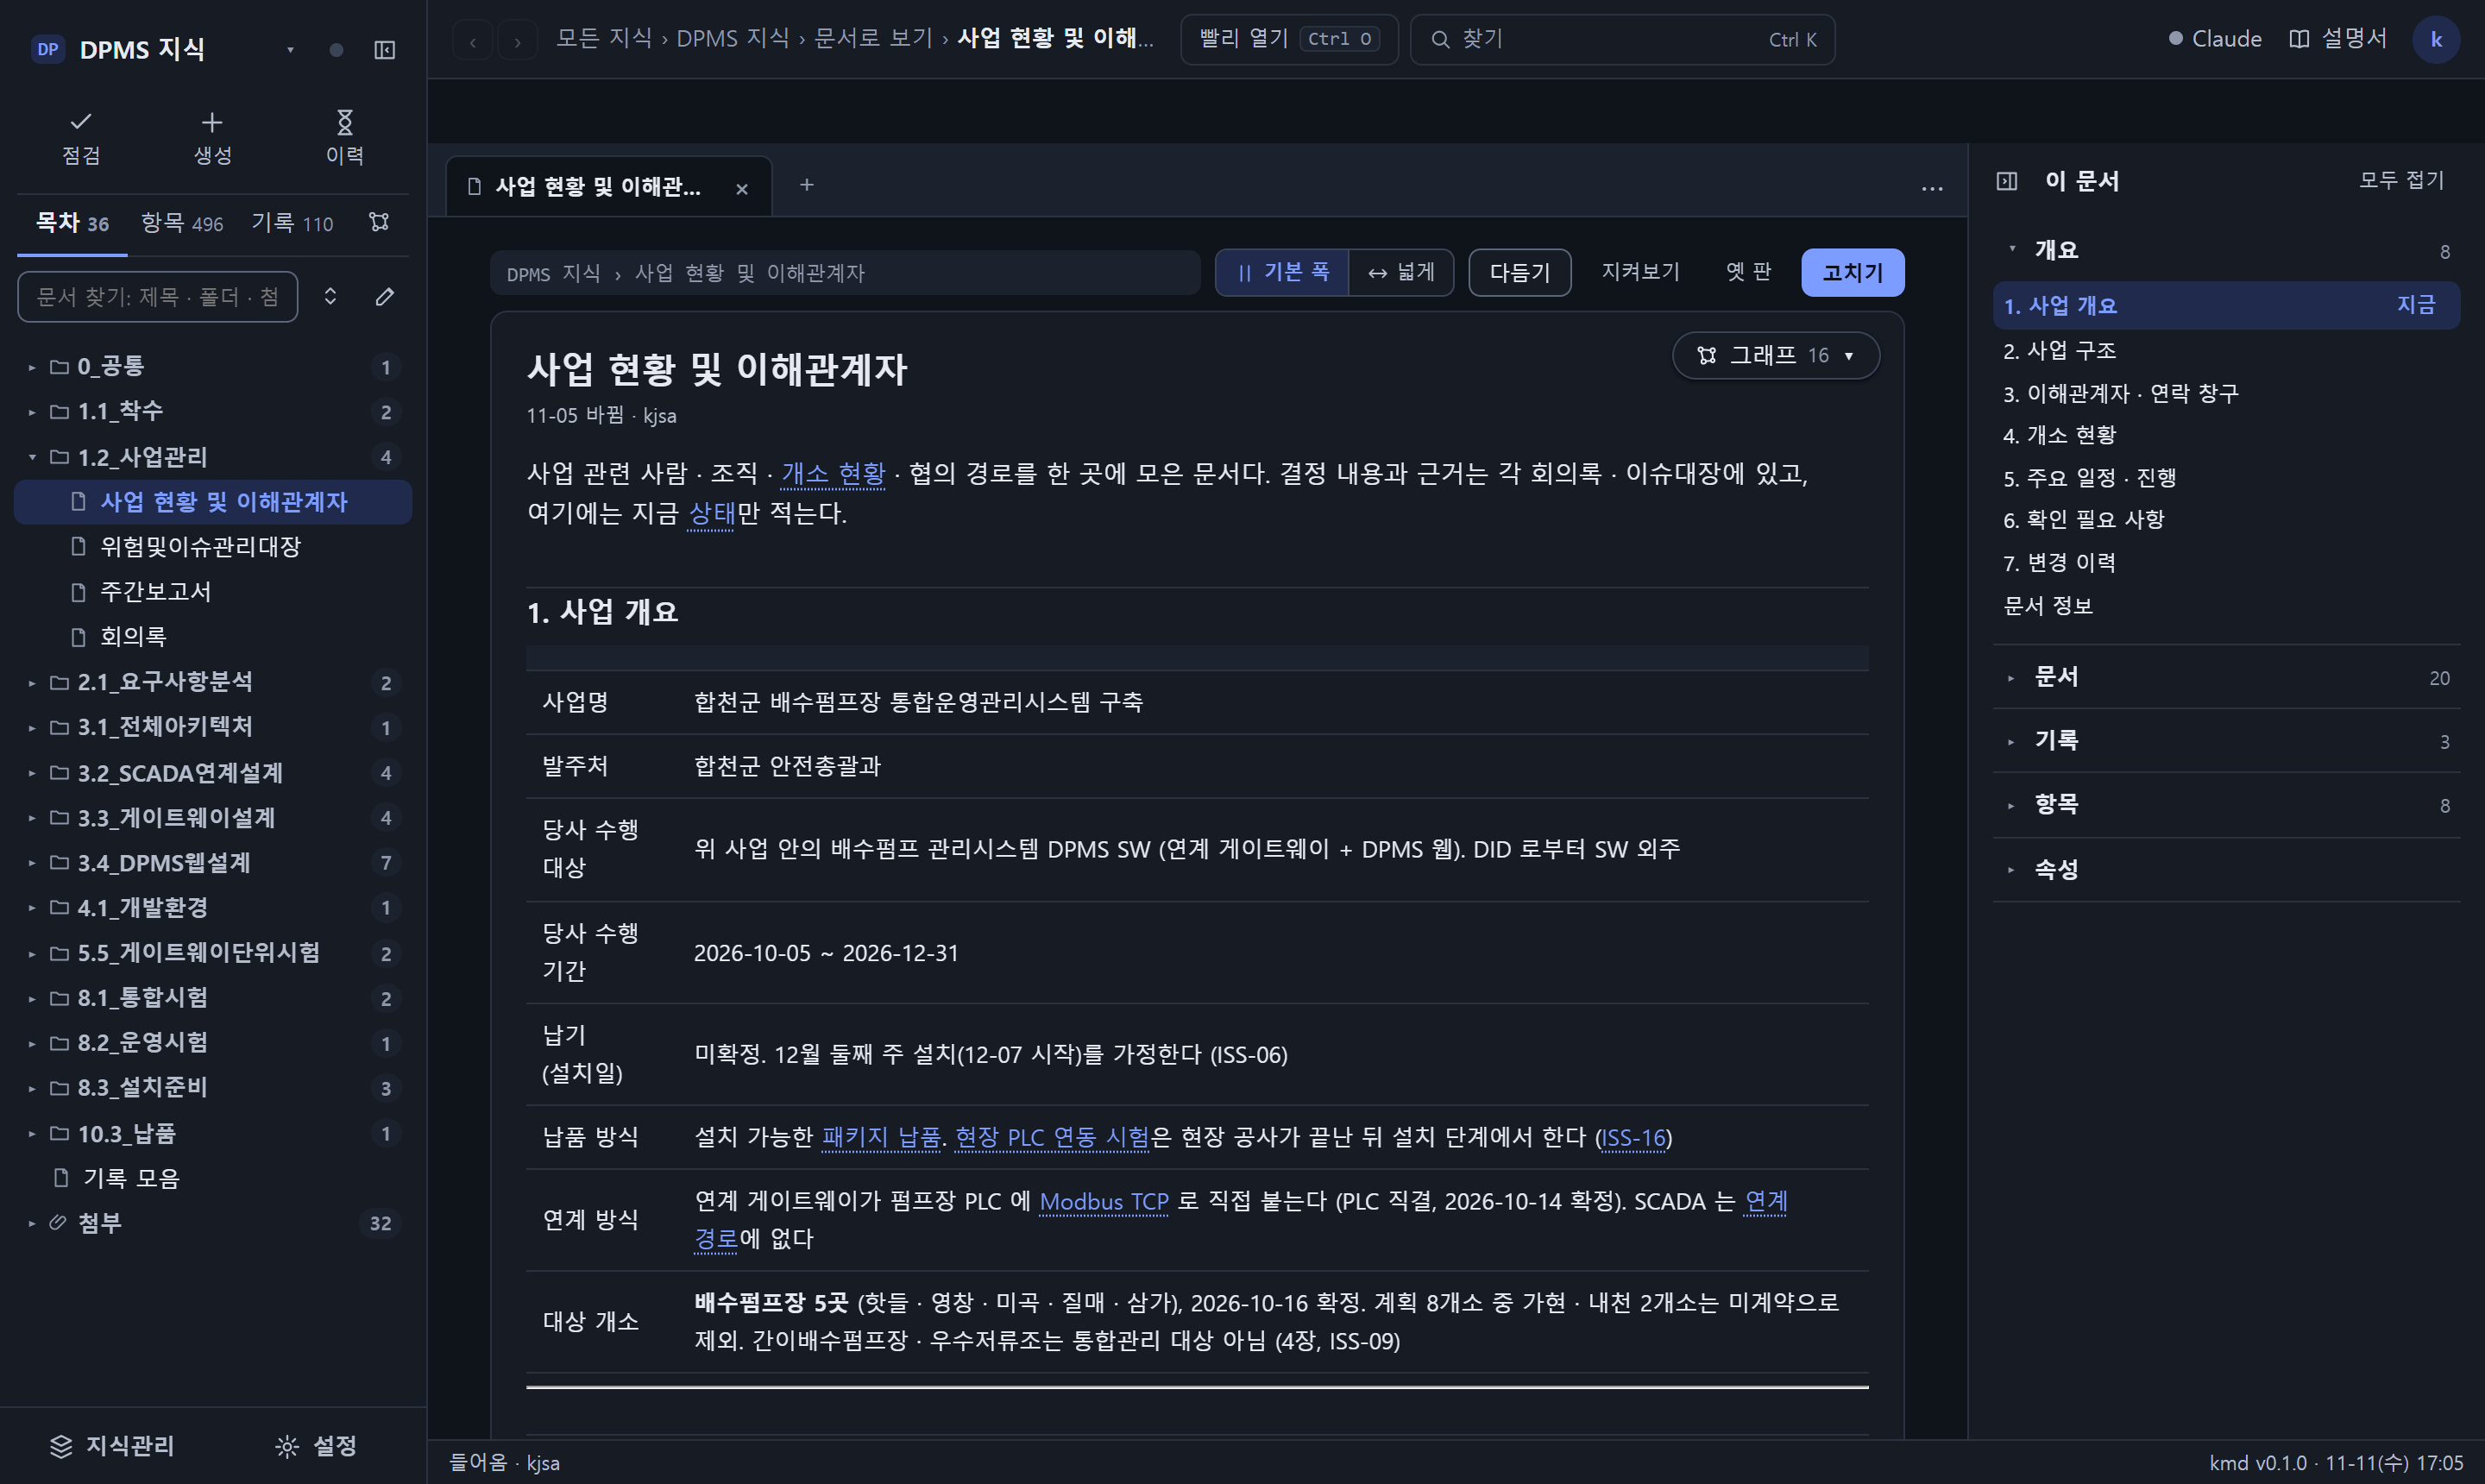 DP DPMS 지식
점검 생성 이력
목차 36 항목 496 기록 110
문서 찾기: 제목 · 폴더 · 첨
0_공통 1
1.1_착수 2
1.2_사업관리 4
사업 현황 및 이해관계자
위험및이슈관리대장
주간보고서
회의록
2.1_요구사항분석 2
3.1_전체아키텍처 1
3.2_SCADA연계설계 4
3.3_게이트웨이설계 4
3.4_DPMS웹설계 7
4.1_개발환경 1
5.5_게이트웨이단위시험 2
8.1_통합시험 2
8.2_운영시험 1
8.3_설치준비 3
10.3_납품 1
기록 모음
첨부 32
지식관리 설정
모든 지식 › DPMS 지식 › 문서로 보기 › 사업 현황 및 이해…
빨리 열기 Ctrl O
찾기 Ctrl K
Claude 설명서 k
사업 현황 및 이해관… × +
…
DPMS 지식 › 사업 현황 및 이해관계자
기본 폭 넓게 다듬기 지켜보기 옛 판 고치기
사업 현황 및 이해관계자
그래프 16
11-05 바뀜 · kjsa
사업 관련 사람 · 조직 · 개소 현황 · 협의 경로를 한 곳에 모은 문서다. 결정 내용과 근거는 각 회의록 · 이슈대장에 있고,
여기에는 지금 상태만 적는다.
1. 사업 개요
사업명 합천군 배수펌프장 통합운영관리시스템 구축
발주처 합천군 안전총괄과
당사 수행
대상
위 사업 안의 배수펌프 관리시스템 DPMS SW (연계 게이트웨이 + DPMS 웹). DID 로부터 SW 외주
당사 수행
기간
2026-10-05 ~ 2026-12-31
납기
(설치일)
미확정. 12월 둘째 주 설치(12-07 시작)를 가정한다 (ISS-06)
납품 방식 설치 가능한 패키지 납품. 현장 PLC 연동 시험은 현장 공사가 끝난 뒤 설치 단계에서 한다 (ISS-16)
연계 방식
연계 게이트웨이가 펌프장 PLC 에 Modbus TCP 로 직접 붙는다 (PLC 직결, 2026-10-14 확정). SCADA 는 연계
경로에 없다
대상 개소
배수펌프장 5곳 (핫들 · 영창 · 미곡 · 질매 · 삼가), 2026-10-16 확정. 계획 8개소 중 가현 · 내천 2개소는 미계약으로
제외. 간이배수펌프장 · 우수저류조는 통합관리 대상 아님 (4장, ISS-09)
이 문서 모두 접기
개요 8
1. 사업 개요 지금
2. 사업 구조
3. 이해관계자 · 연락 창구
4. 개소 현황
5. 주요 일정 · 진행
6. 확인 필요 사항
7. 변경 이력
문서 정보
문서 20
기록 3
항목 8
속성
들어옴 · kjsa
kmd v0.1.0 · 11-11(수) 17:05